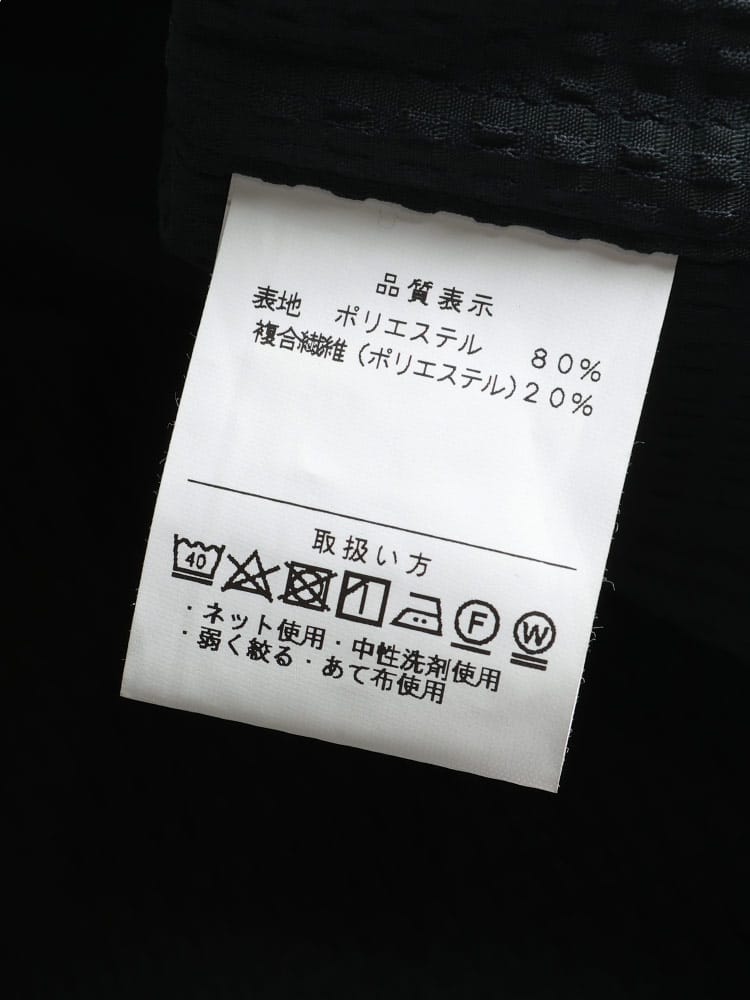 品質表示
表地 ポリエステル 80%
複合繊維(ポリエステル)20%
取扱い方
40 F W
・ネット使用・中性洗剤使用
・弱く絞る・あて布使用